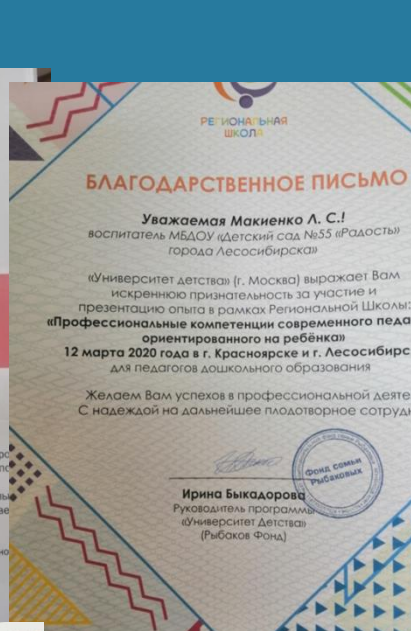 РЕГИОНАЛЬНАЯ
ШКОЛА
БЛАГОДАРСТВЕННОЕ ПИСЬМО
Уважаемая Макиенко Л. С.!
воспитатель МБДОУ «Детский сад №55 «Радость»
города Лесосибирска»
«Университет детства» (г. Москва) выражает Вам
искреннюю признательность за участие и
презентацию опыта в рамках Региональной Школы:
«Профессиональные компетенции современного педа
ориентированного на ребёнка»
12 марта 2020 года в г. Красноярске и г. Лесосибирс
для педагогов дошкольного образования
Желаем Вам успехов в профессиональной деяте
С надеждой на дальнейшее плодотворное сотруд
Фонд семьи
Рыбаковых
Ирина Быкадорова
Руководитель программы
«Университет Детства»
(Рыбаков Фонд)